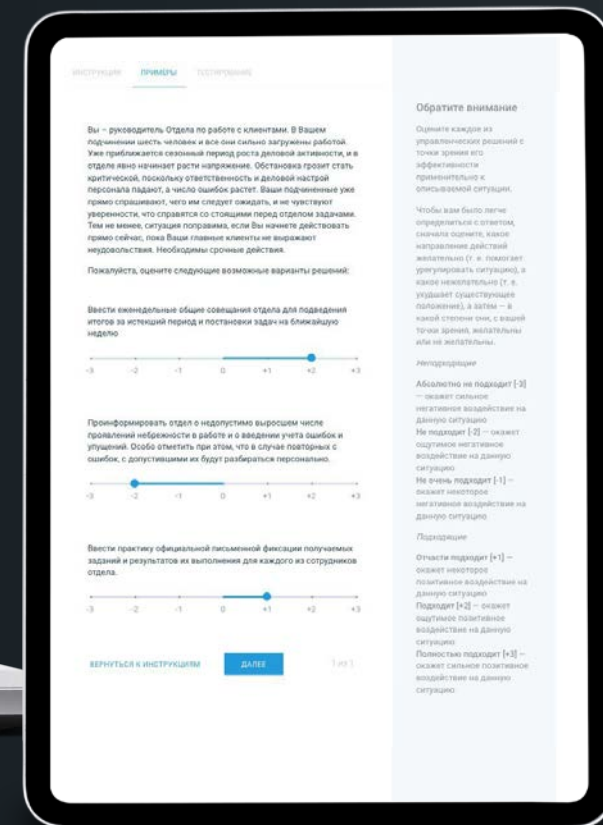 ИНСТРУКЦИИ ПРИМЕРЫ ТЕСТИРОВАНИЕ
Вы – руководитель Отдела по работе с клиентами. В Вашем
подчинении шесть человек и все они сильно загружены работой.
Уже приближается сезонный период роста деловой активности, и в
отделе явно начинает расти напряжение. Обстановка грозит стать
критической, поскольку ответственность и деловой настрой
персонала падают, а число ошибок растет. Ваши подчиненные уже
прямо спрашивают, чего им следует ожидать, и не чувствуют
уверенности, что справятся со стоящими перед отделом задачами.
Тем не менее, ситуация поправима, если Вы начнете действовать
прямо сейчас, пока Ваши главные клиенты не выражают
неудовольствия. Необходимы срочные действия.
Пожалуйста, оцените следующие возможные варианты решений:
Ввести еженедельные общие совещания отдела для подведения
итогов за истекший период и постановки задач на ближайшую
неделю
-3 -2 -1 0 +1 +2 +3
Проинформировать отдел о недопустимо выросшем числе
проявлений небрежности в работе и о введении учета ошибок и
упущений. Особо отметить при этом, что в случае повторных с
ошибок, с допустившими их будут разбираться персонально.
-3 -2 -1 0 +1 +2 +3
Ввести практику официальной письменной фиксации получаемых
заданий и результатов их выполнения для каждого из сотрудников
отдела.
-3 -2 -1 0 +1 +2 +3
ВЕРНУТЬСЯ К ИНСТРУКЦИЯМ ДАЛЕЕ 1 из 1
Обратите внимание
Оцените каждое из
управленческих решений с
точки зрения его
эффективности
применительно к
описываемой ситуации.
Чтобы вам было легче
определиться с ответом,
сначала оцените, какое
направление действий
желательно (т. е. помогает
урегулировать ситуацию), а
какое нежелательно (т. е.
ухудшает существующее
положение), а затем — в
какой степени они, с вашей
точки зрения, желательны
или не желательны.
Неподходящие
Абсолютно не подходит [-3]
— окажет сильное
негативное воздействие на
данную ситуацию
Не подходит [-2] — окажет
ощутимое негативное
воздействие на данную
ситуацию
Не очень подходит [-1] —
окажет некоторое
негативное воздействие на
данную ситуацию
Подходящие
Отчасти подходит [+1] —
окажет некоторое
позитивное воздействие на
данную ситуацию
Подходит [+2] — окажет
ощутимое позитивное
воздействие на данную
ситуацию
Полностью подходит [+3] —
окажет сильное позитивное
воздействие на данную
ситуацию